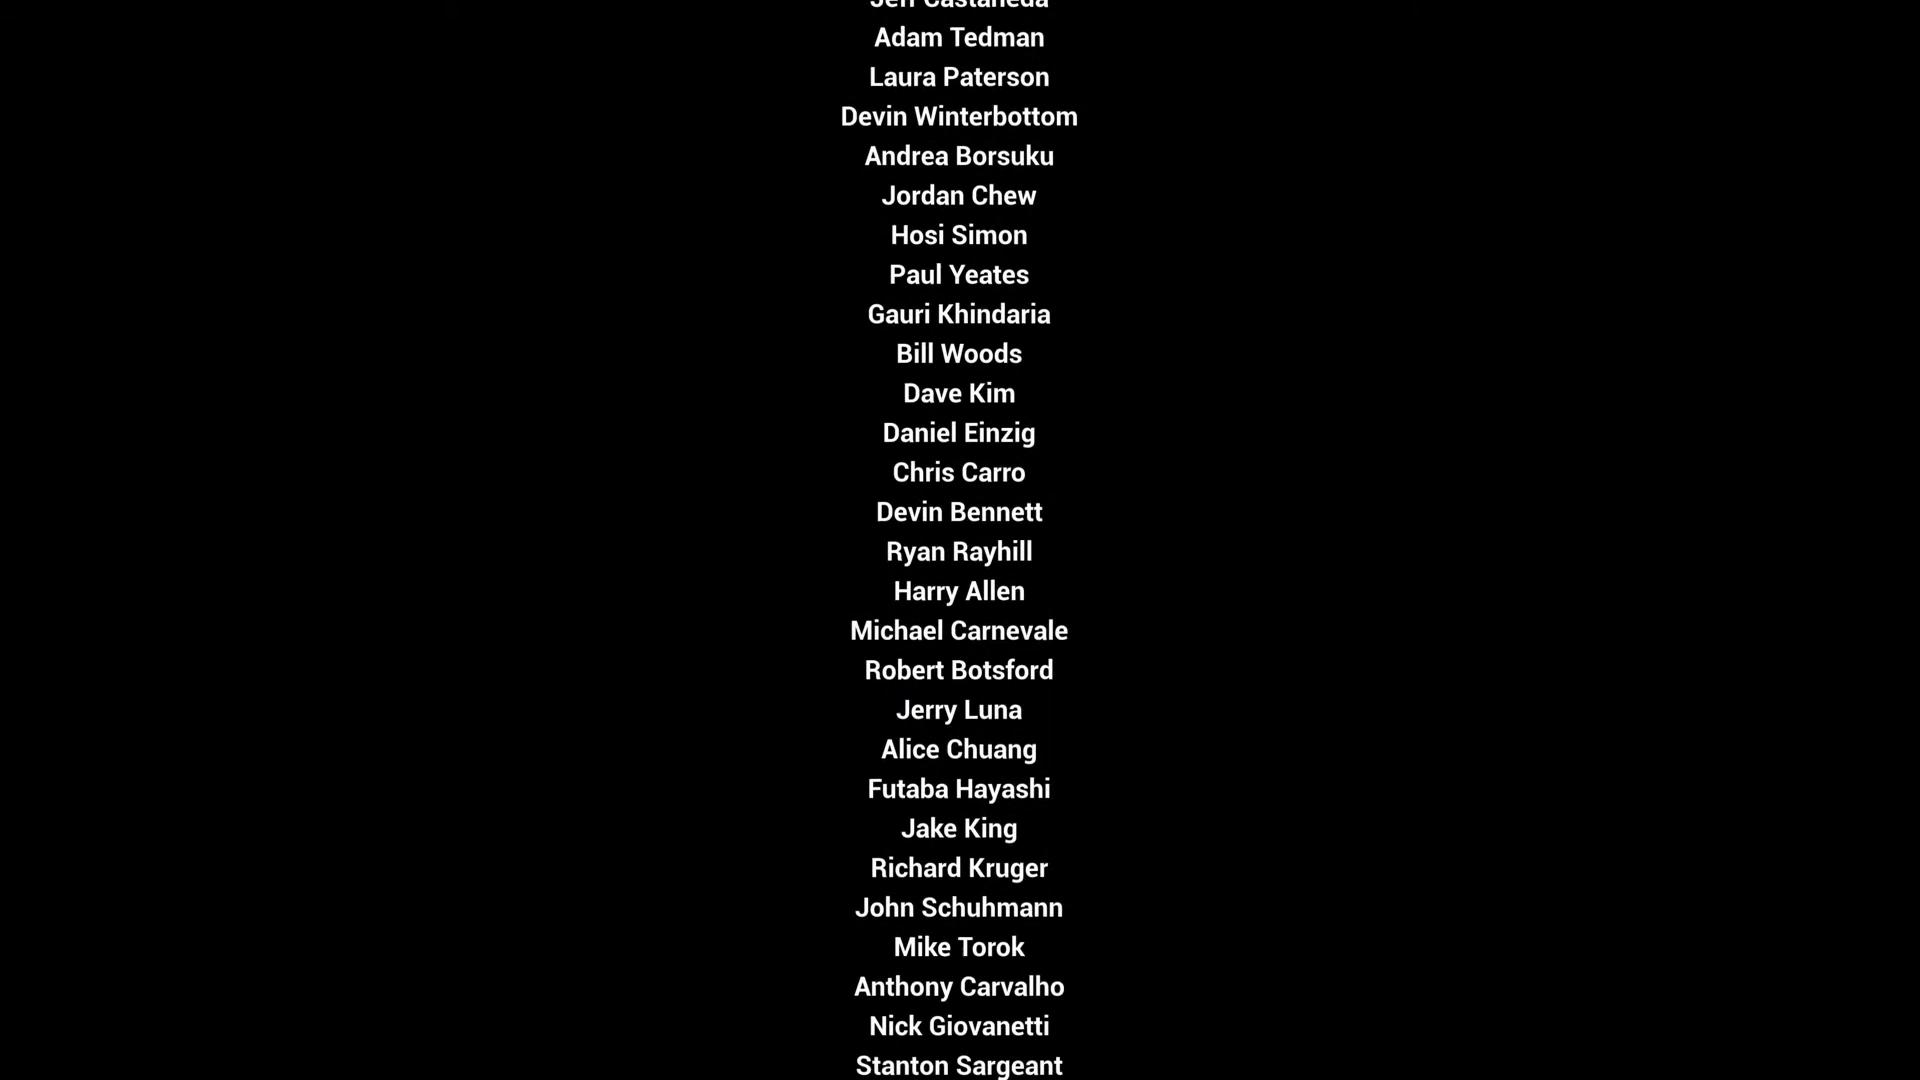 Jeff Castaneda
Adam Tedman
Laura Paterson
Devin Winterbottom
Andrea Borsuku
Jordan Chew
Hosi Simon
Paul Yeates
Gauri Khindaria
Bill Woods
Dave Kim
Daniel Einzig
Chris Carro
Devin Bennett
Ryan Rayhill
Harry Allen
Michael Carnevale
Robert Botsford
Jerry Luna
Alice Chuang
Futaba Hayashi
Jake King
Richard Kruger
John Schuhmann
Mike Torok
Anthony Carvalho
Nick Giovanetti
Stanton Sargeant